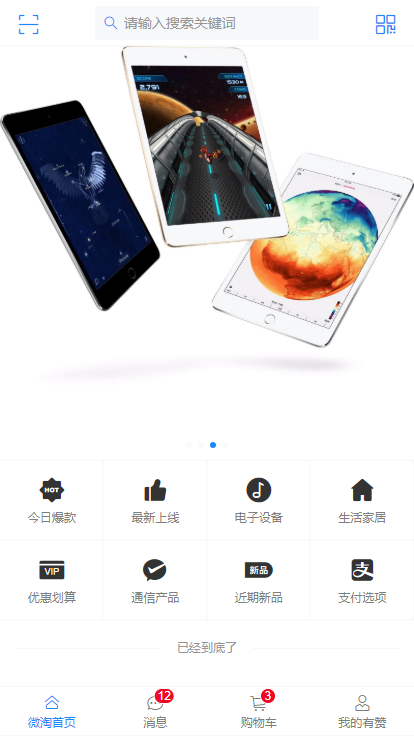 请输入搜索关键词
2,791
530 M
HOT
今日爆款
最新上线
电子设备
生活家居
VIP
新品
支
优惠划算
通信产品
近期新品
支付选项
已经到底了
12
3
微淘首页
消息
购物车
我的有赞